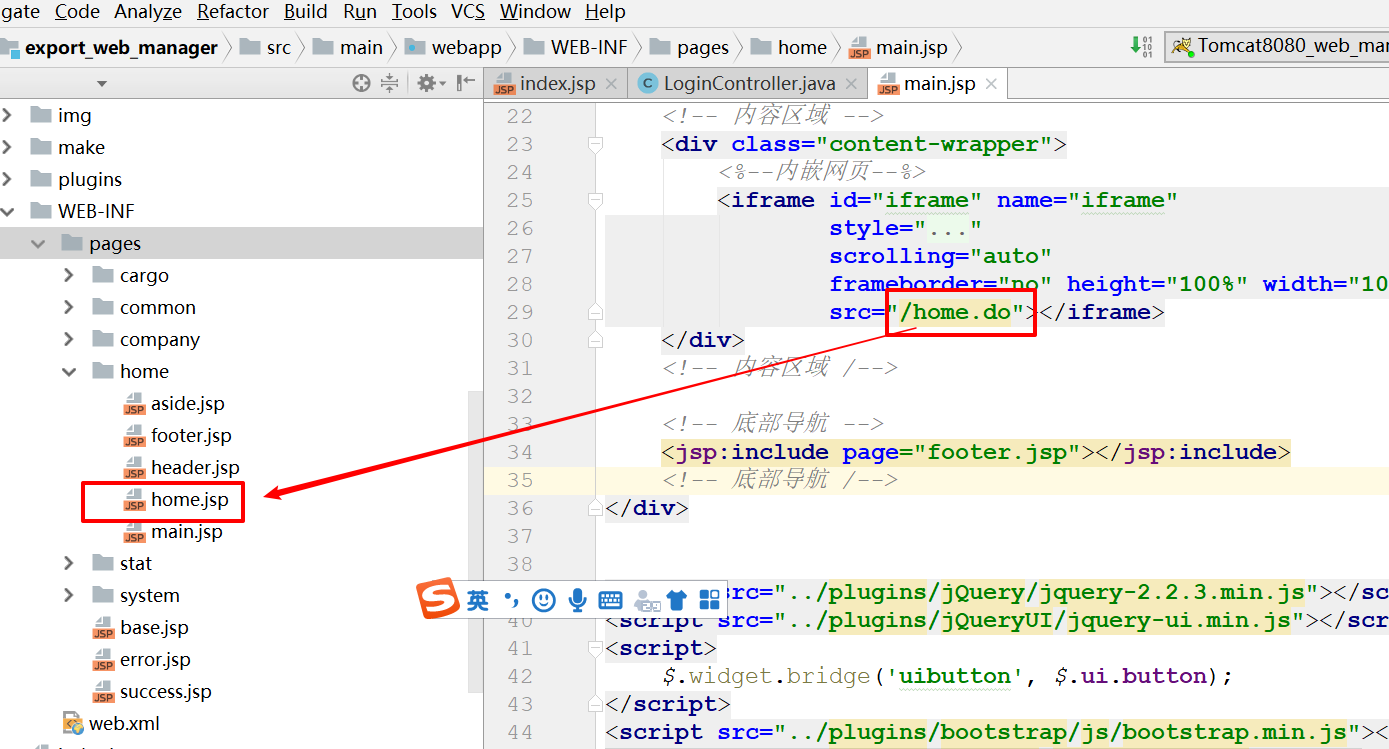 gate Code Analyze Refactor Build Run Tools VCS Window Help
export_web_manager src main webapp WEB-INF pages home main.jsp Tomcat8080_web_mar
index.jsp LoginController.java main.jsp
img
make
plugins
WEB-INF
pages
cargo
common
company
home
aside.jsp
footer.jsp
header.jsp
home.jsp
main.jsp
stat
system
base.jsp
error.jsp
success.jsp
web.xml
22 <!-- 内容区域 -->
23 <div class="content-wrapper">
24 <%--内嵌网页--%>
25 <iframe id="iframe" name="iframe"
26 style="..."
27 scrolling="auto"
28 frameborder="no" height="100%" width="10
29 src="/home.do"></iframe>
30 </div>
31 <!-- 内容区域 /-->
32
33 <!-- 底部导航 -->
34 <jsp:include page="footer.jsp"></jsp:include>
35 <!-- 底部导航 /-->
36 </div>
37
38
英
src="../plugins/jQuery/jquery-2.2.3.min.js"></sc
40 <script src="../plugins/jQueryUI/jquery-ui.min.js"></scr
41 <script>
42 $.widget.bridge('uibutton', $.ui.button);
43 </script>
44 <script src="../plugins/bootstrap/js/bootstrap.min.js"><